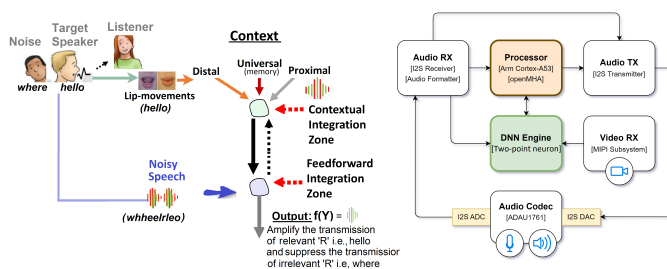 Noise
Target
Speaker
Listener
where
hello
Lip-movements
(hello)
Context
Distal
Universal
(memory)
Proximal
Contextual
Integration
Zone
Noisy
Speech
(whheelrleo)
Feedforward
Integration
Zone
Output: f(Y) =
Amplify the transmission
of relevant 'R' i.e., hello
and suppress the transmissior
of irrelevant 'R' i.e, where
Audio RX
[I2S Receiver]
[Audio Formatter]
Processor
[Arm Cortex-A53]
[openMHA]
Audio TX
[I2S Transmitter]
DNN Engine
[Two-point neuron]
Video RX
[MIPI Subsystem]
I2S ADC
Audio Codec
[ADAU1761]
I2S DAC